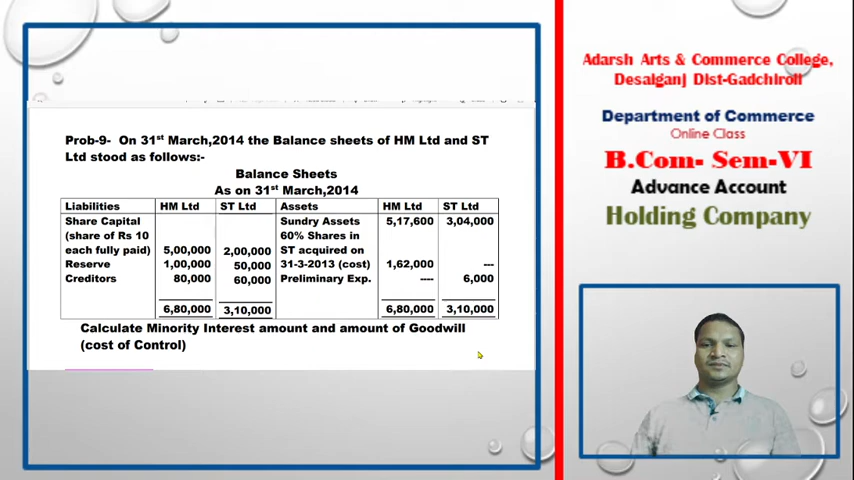 Prob-9- On 31st March,2014 the Balance sheets of HM Ltd and ST
Ltd stood as follows:-
Balance Sheets
As on 31st March,2014
Liabilities HM Ltd ST Ltd Assets HM Ltd ST Ltd
Share Capital Sundry Assets 5,17,600 3,04,000
(share of Rs 10 60% Shares in
each fully paid) 5,00,000 2,00,000 ST acquired on
Reserve 1,00,000 50,000 31-3-2013 (cost) 1,62,000 ---
Creditors 80,000 60,000 Preliminary Exp. ---- 6,000
6,80,000 3,10,000 6,80,000 3,10,000
Calculate Minority Interest amount and amount of Goodwill
(cost of Control)
Adarsh Arts & Commerce College,
Desaiganj Dist-Gadchiroli
Department of Commerce
Online Class
B.Com- Sem-VI
Advance Account
Holding Company